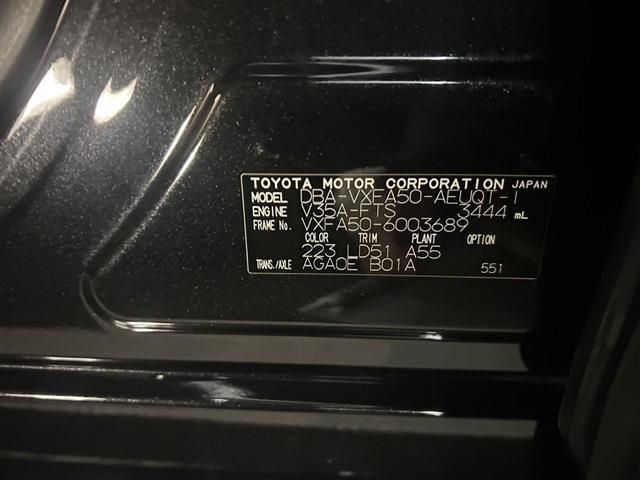 TOYOTA MOTOR CORPORATION JAPAN
MODEL DBA-VXFA50-AEUQT-I
ENGINE V35A-FTS 3444 mL
FRAME No. VXFA50-6003689
COLOR TRIM PLANT OPTION
223 LD51 A55
TRANS./AXLE AGA0E B01A 551